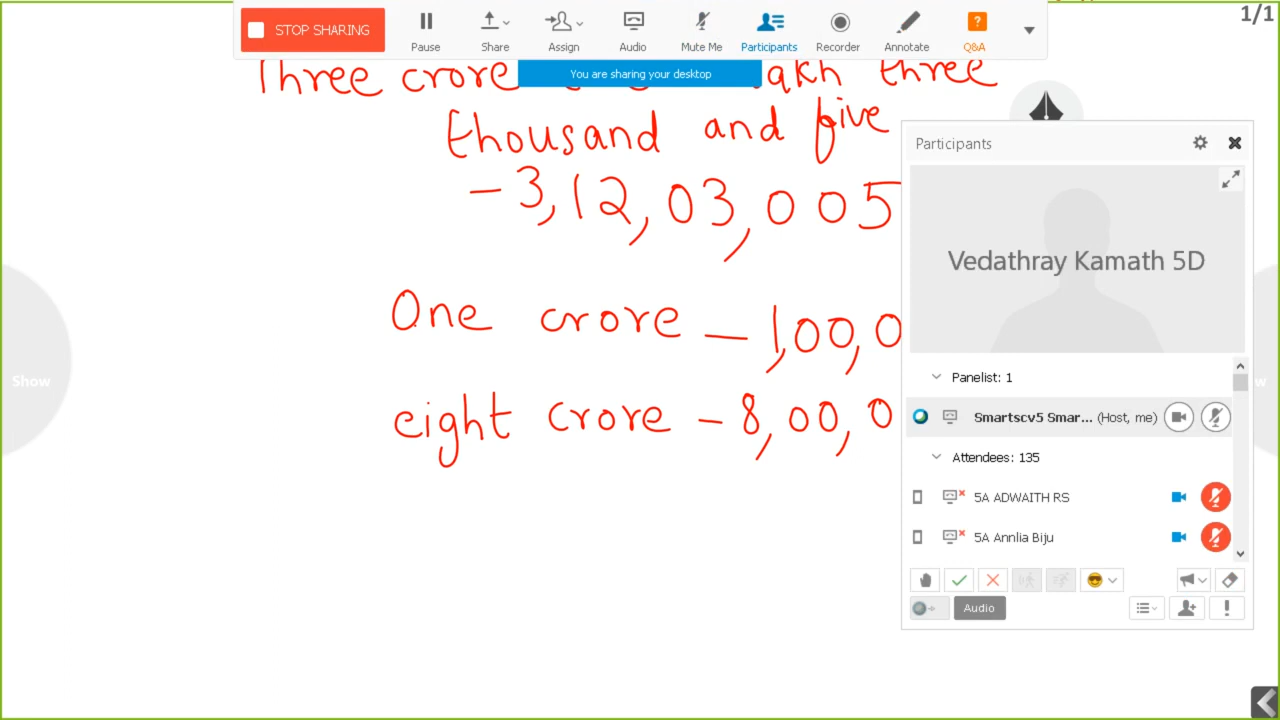 1/1
STOP SHARING
Pause
Share
Assign
Audio
Mute Me
Participants
Recorder
Annotate
Q&A
You are sharing your desktop
Three crore lakh three
thousand and five
- 3,12,03,005
One crore - 1,00,0
eight crore - 8,00,0
Show
Participants
Vedathray Kamath 5D
Panelist: 1
Smartscv5 Smar... (Host, me)
Attendees: 135
5A ADWAITH RS
5A Annlia Biju
Audio